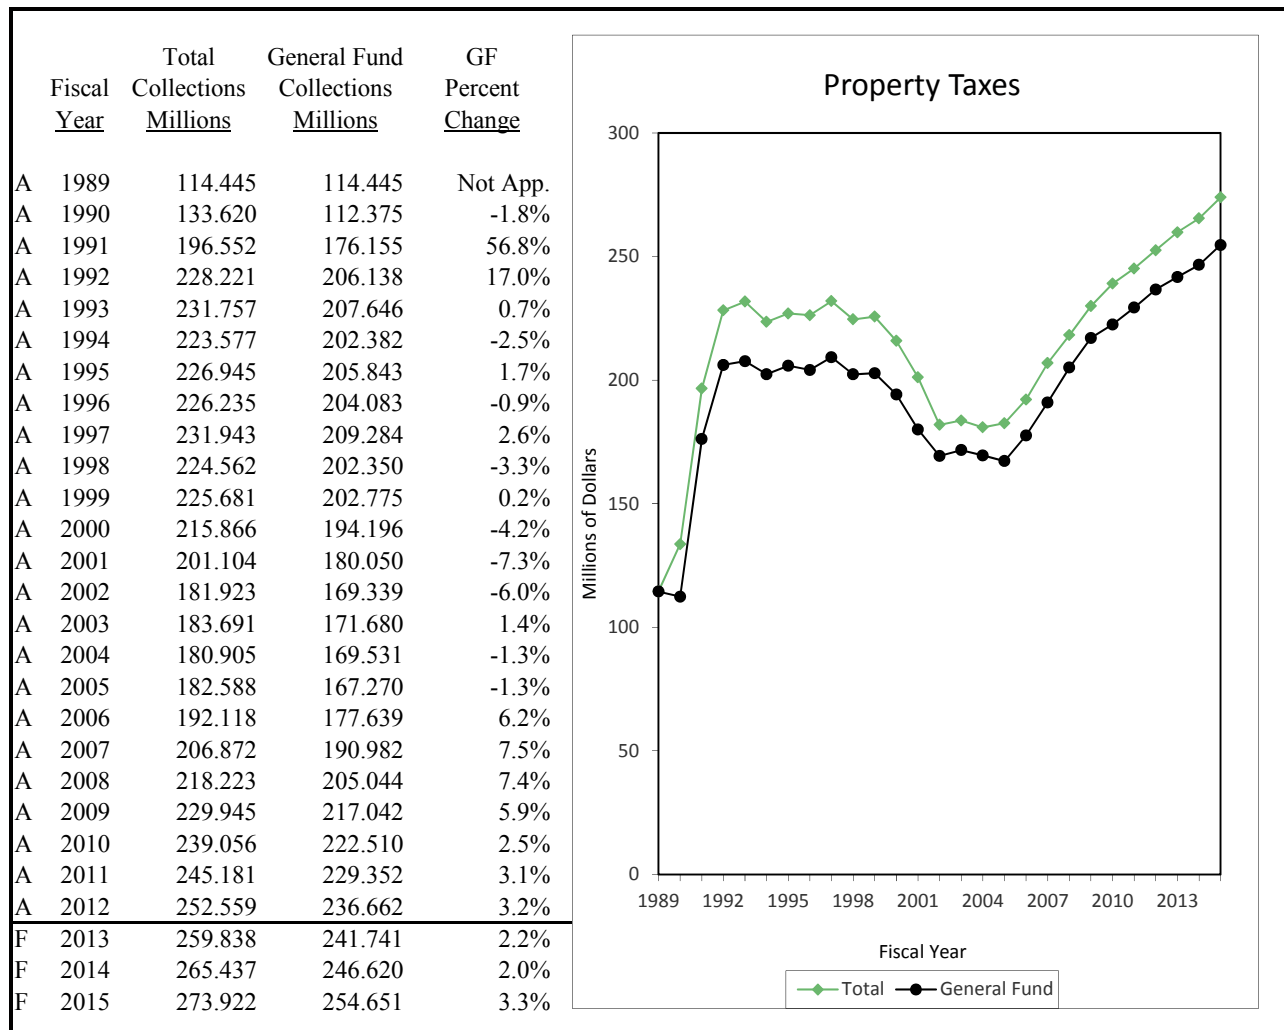 Total General Fund GF
Fiscal Collections Collections Percent
Year Millions Millions Change
A 1989 114.445 114.445 Not App.
A 1990 133.620 112.375 -1.8%
A 1991 196.552 176.155 56.8%
A 1992 228.221 206.138 17.0%
A 1993 231.757 207.646 0.7%
A 1994 223.577 202.382 -2.5%
A 1995 226.945 205.843 1.7%
A 1996 226.235 204.083 -0.9%
A 1997 231.943 209.284 2.6%
A 1998 224.562 202.350 -3.3%
A 1999 225.681 202.775 0.2%
A 2000 215.866 194.196 -4.2%
A 2001 201.104 180.050 -7.3%
A 2002 181.923 169.339 -6.0%
A 2003 183.691 171.680 1.4%
A 2004 180.905 169.531 -1.3%
A 2005 182.588 167.270 -1.3%
A 2006 192.118 177.639 6.2%
A 2007 206.872 190.982 7.5%
A 2008 218.223 205.044 7.4%
A 2009 229.945 217.042 5.9%
A 2010 239.056 222.510 2.5%
A 2011 245.181 229.352 3.1%
A 2012 252.559 236.662 3.2%
F 2013 259.838 241.741 2.2%
F 2014 265.437 246.620 2.0%
F 2015 273.922 254.651 3.3%
Property Taxes
300
250
200
150
100
50
0
Millions of Dollars
1989 1992 1995 1998 2001 2004 2007 2010 2013
Fiscal Year
Total General Fund